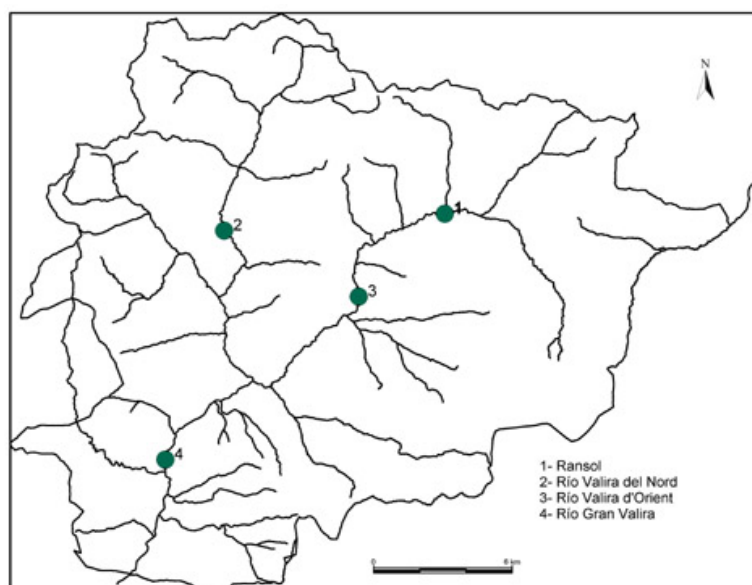 N
1
2
3
4
1- Ransol
2- Río Valira del Nord
3- Río Valira d'Orient
4- Río Gran Valira
0 6 km